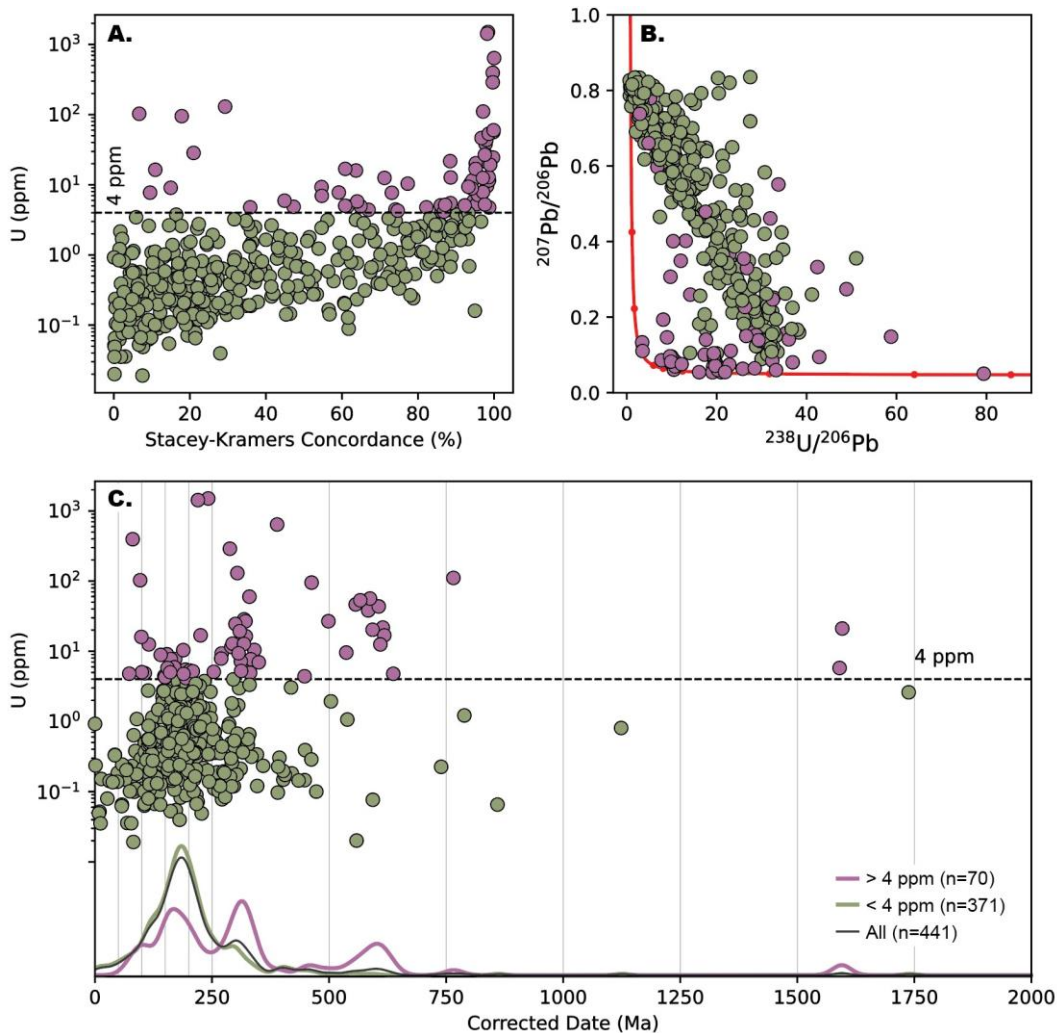 A.
10³
10²
10¹
10⁰
10⁻¹
U (ppm)
4 ppm
0 20 40 60 80 100
Stacey-Kramers Concordance (%)
B.
1.0
0.8
0.6
0.4
0.2
0.0
²⁰⁷Pb/²⁰⁶Pb
0 20 40 60 80
²³⁸U/²⁰⁶Pb
C.
10³
10²
10¹
10⁰
10⁻¹
U (ppm)
4 ppm
> 4 ppm (n=70)
< 4 ppm (n=371)
All (n=441)
0 250 500 750 1000 1250 1500 1750 2000
Corrected Date (Ma)